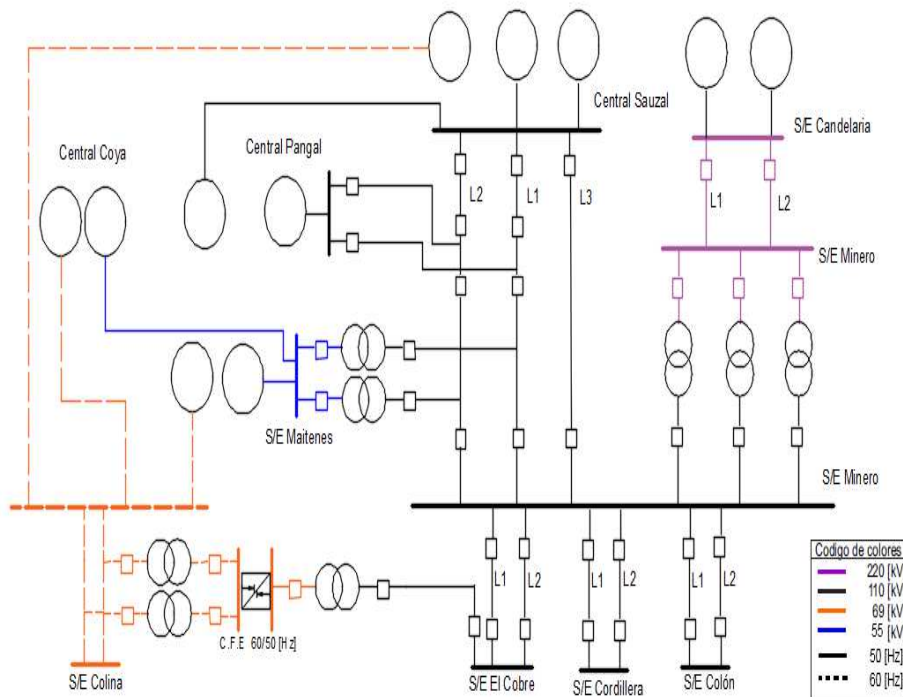 Central Sauzal
S/E Candelaria
Central Coya
Central Pangal
L2
L1
L3
L1
L2
S/E Minero
S/E Maitenes
S/E Minero
L1
L2
L1
L2
L1
L2
C.F.E 60/50 [Hz]
S/E Colina
S/E El Cobre
S/E Cordillera
S/E Colón
Codigo de colores
220 [kV
110 [kV
69 [kV
55 [kV
50 [Hz]
60 [Hz]